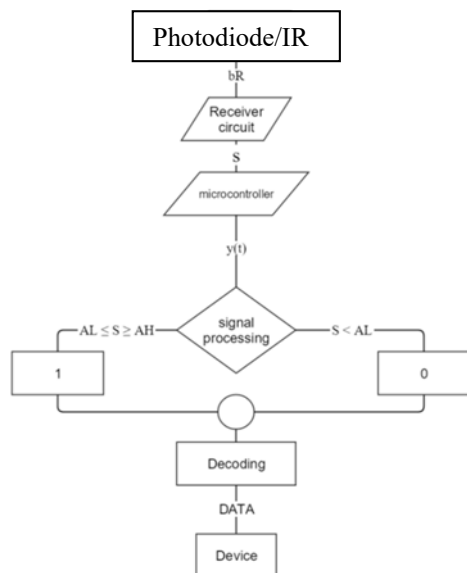 Photodiode/IR
bR
Receiver
circuit
S
microcontroller
y(t)
signal
processing
AL ≤ S ≥ AH
S < AL
1
0
Decoding
DATA
Device